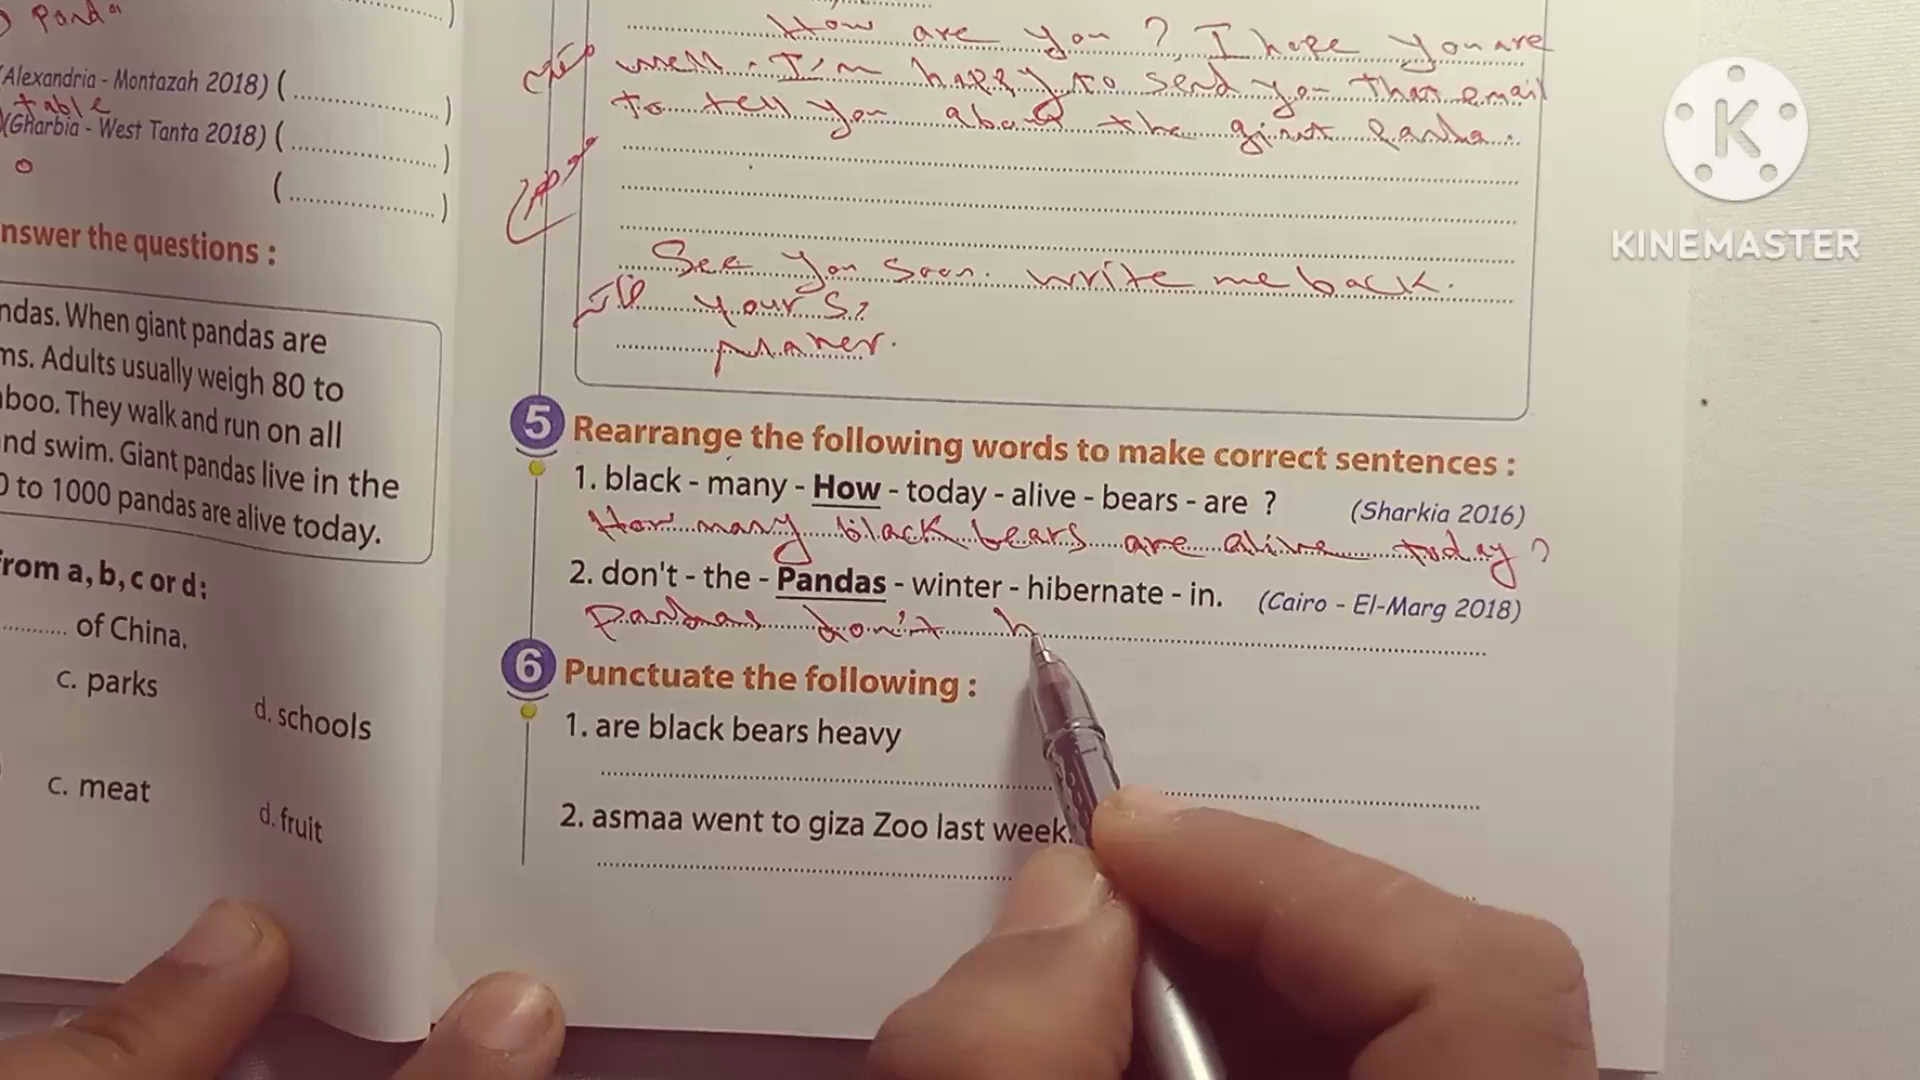 Panda
(Alexandria - Montazah 2018) (....................)
table
(Gharbia - West Tanta 2018) (....................)
(....................)
nswer the questions :
ndas. When giant pandas are
ms. Adults usually weigh 80 to
boo. They walk and run on all
nd swim. Giant pandas live in the
0 to 1000 pandas are alive today.
rom a, b, c or d:
........... of China.
c. parks
d. schools
c. meat
d. fruit
How are you? I hope you are
well. I'm happy to send you that email
to tell you about the the
See you soon. write me back.
yours,
5 Rearrange the following words to make correct sentences :
1. black - many - How - today - alive - bears - are ? (Sharkia 2016)
How many black bears are alive today?
2. don't - the - Pandas - winter - hibernate - in. (Cairo - El-Marg 2018)
Pandas don't h
6 Punctuate the following :
1. are black bears heavy
2. asmaa went to giza Zoo last week.
K
KINEMASTER